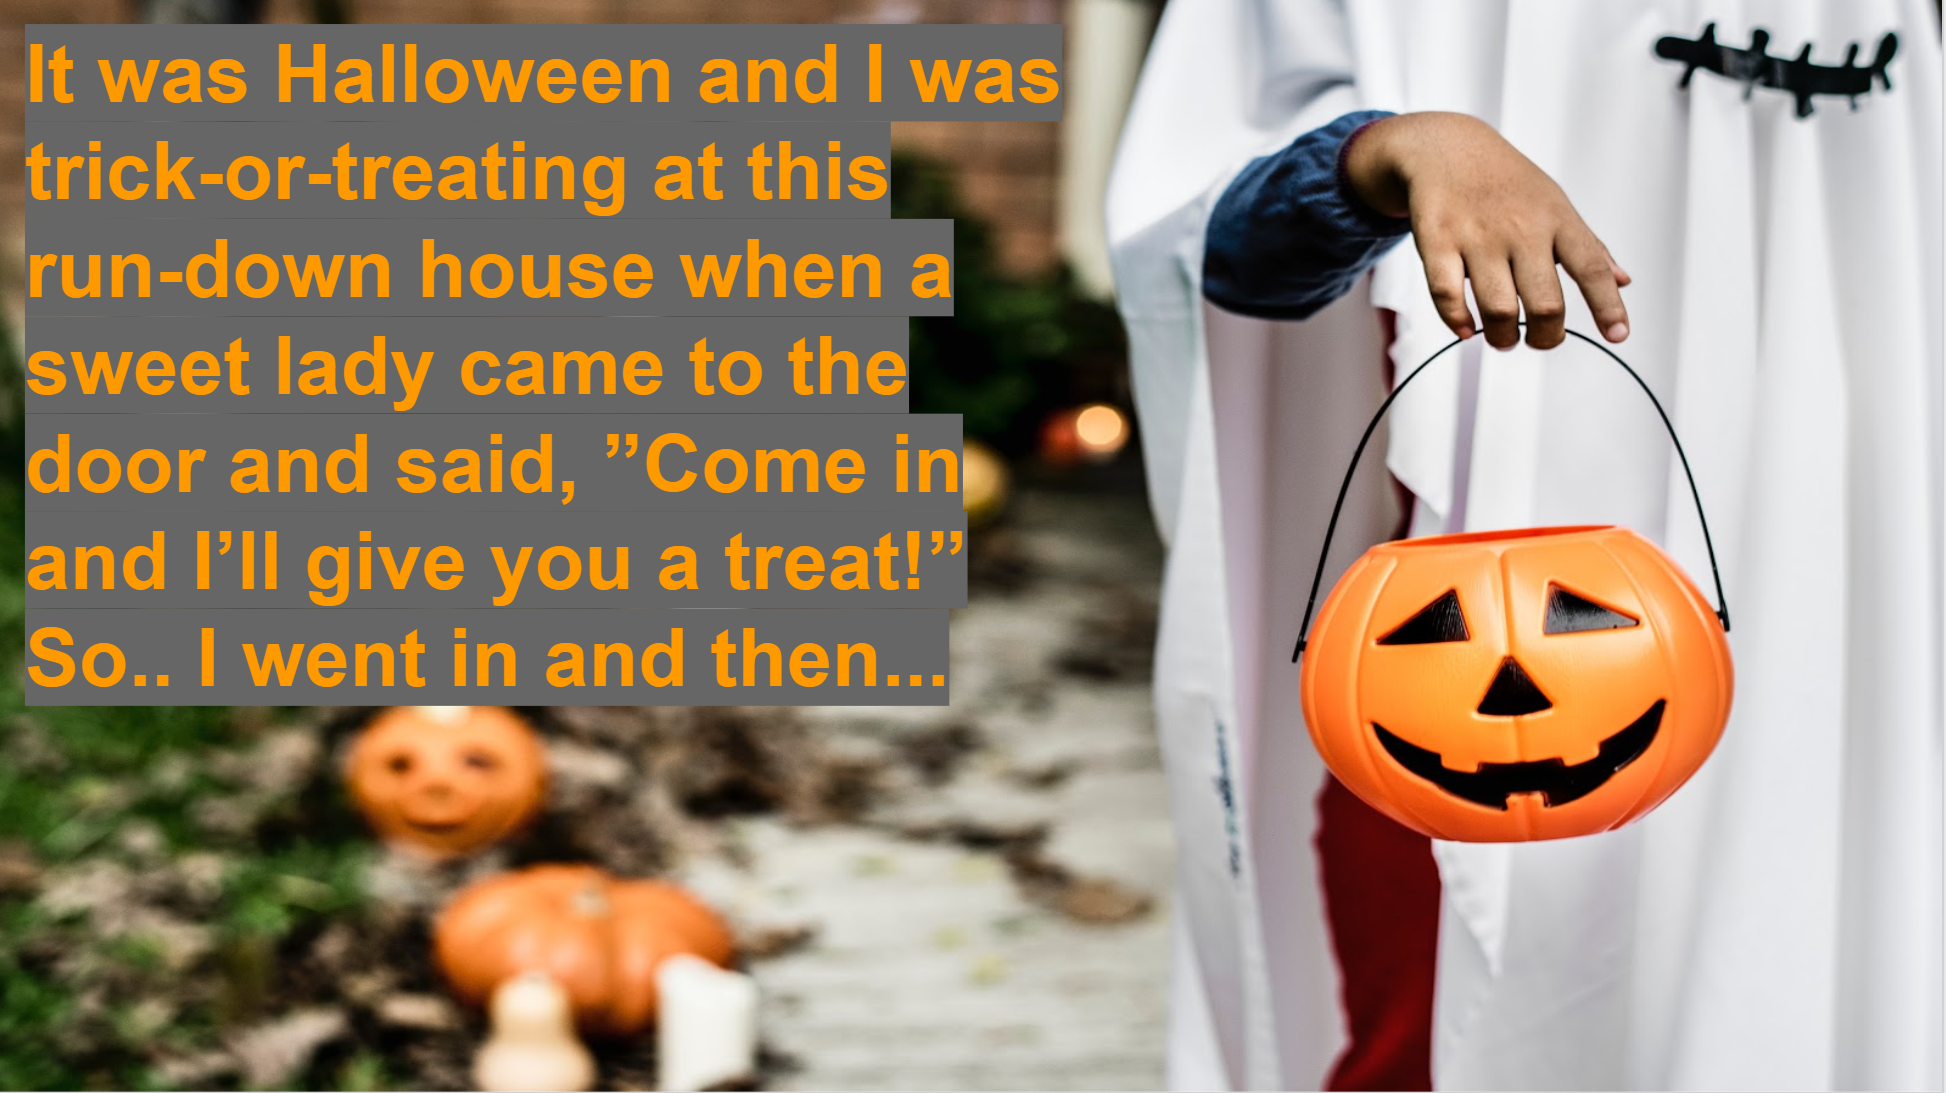 It was Halloween and I was
trick-or-treating at this
run-down house when a
sweet lady came to the
door and said, ”Come in
and I’ll give you a treat!”
So.. I went in and then...